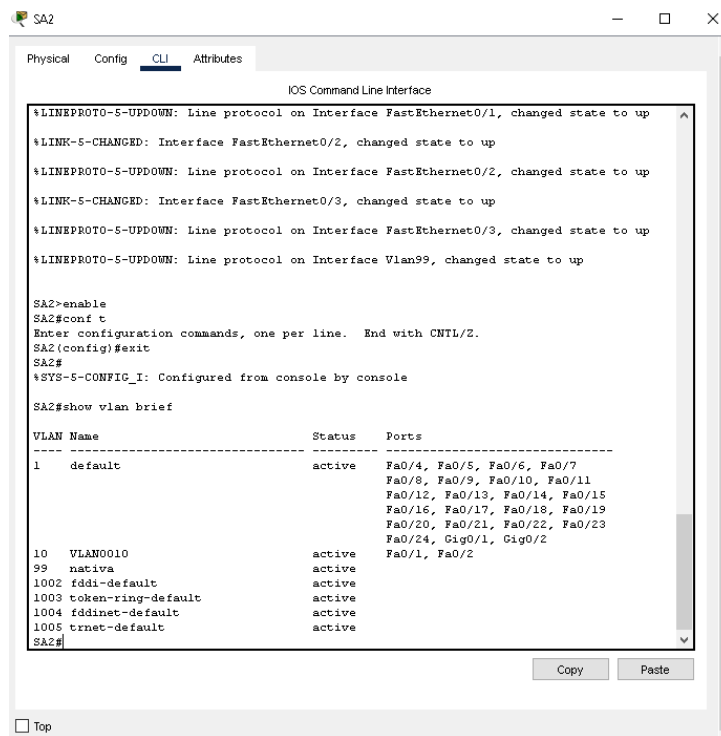 SA2
Physical Config CLI Attributes
IOS Command Line Interface
%LINEPROTO-5-UPDOWN: Line protocol on Interface FastEthernet0/1, changed state to up
%LINK-5-CHANGED: Interface FastEthernet0/2, changed state to up
%LINEPROTO-5-UPDOWN: Line protocol on Interface FastEthernet0/2, changed state to up
%LINK-5-CHANGED: Interface FastEthernet0/3, changed state to up
%LINEPROTO-5-UPDOWN: Line protocol on Interface FastEthernet0/3, changed state to up
%LINEPROTO-5-UPDOWN: Line protocol on Interface Vlan99, changed state to up
SA2>enable
SA2#conf t
Enter configuration commands, one per line.  End with CNTL/Z.
SA2(config)#exit
SA2#
%SYS-5-CONFIG_I: Configured from console by console
SA2#show vlan brief
VLAN Name                             Status    Ports
---- -------------------------------- --------- -------------------------------
1    default                          active    Fa0/4, Fa0/5, Fa0/6, Fa0/7
                                                Fa0/8, Fa0/9, Fa0/10, Fa0/11
                                                Fa0/12, Fa0/13, Fa0/14, Fa0/15
                                                Fa0/16, Fa0/17, Fa0/18, Fa0/19
                                                Fa0/20, Fa0/21, Fa0/22, Fa0/23
                                                Fa0/24, Gig0/1, Gig0/2
10   VLAN0010                         active    Fa0/1, Fa0/2
99   nativa                           active
1002 fddi-default                     active
1003 token-ring-default               active
1004 fddinet-default                  active
1005 trnet-default                    active
SA2#
Copy Paste
Top